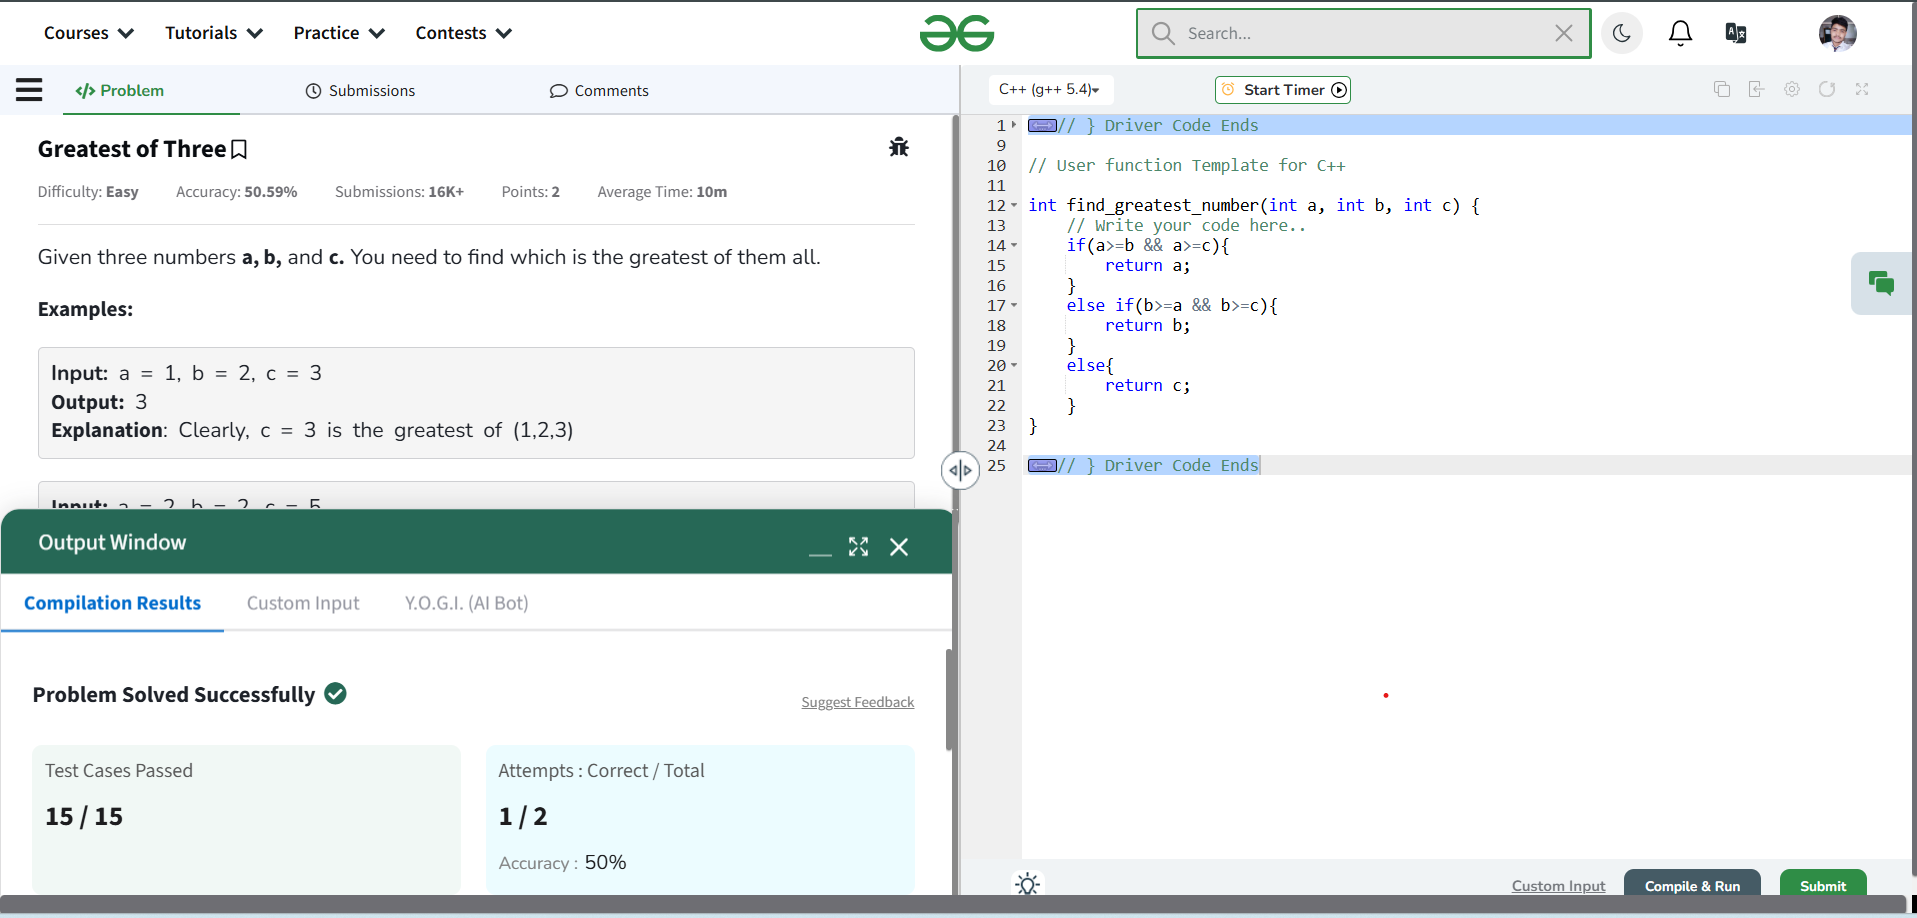 Courses Tutorials Practice Contests Search...
Problem Submissions Comments
C++ (g++ 5.4) Start Timer
Greatest of Three
Difficulty: Easy Accuracy: 50.59% Submissions: 16K+ Points: 2 Average Time: 10m
Given three numbers a, b, and c. You need to find which is the greatest of them all.
Examples:
Input: a = 1, b = 2, c = 3
Output: 3
Explanation: Clearly, c = 3 is the greatest of (1,2,3)
Input: a = 2, b = 2, c = 5
Output Window
Compilation Results Custom Input Y.O.G.I. (AI Bot)
Problem Solved Successfully
Suggest Feedback
Test Cases Passed
15 / 15
Attempts : Correct / Total
1 / 2
Accuracy : 50%
1 // } Driver Code Ends
9
10 // User function Template for C++
11
12 int find_greatest_number(int a, int b, int c) {
13 // Write your code here..
14 if(a>=b && a>=c){
15 return a;
16 }
17 else if(b>=a && b>=c){
18 return b;
19 }
20 else{
21 return c;
22 }
23 }
24
25 // } Driver Code Ends
Custom Input Compile & Run Submit